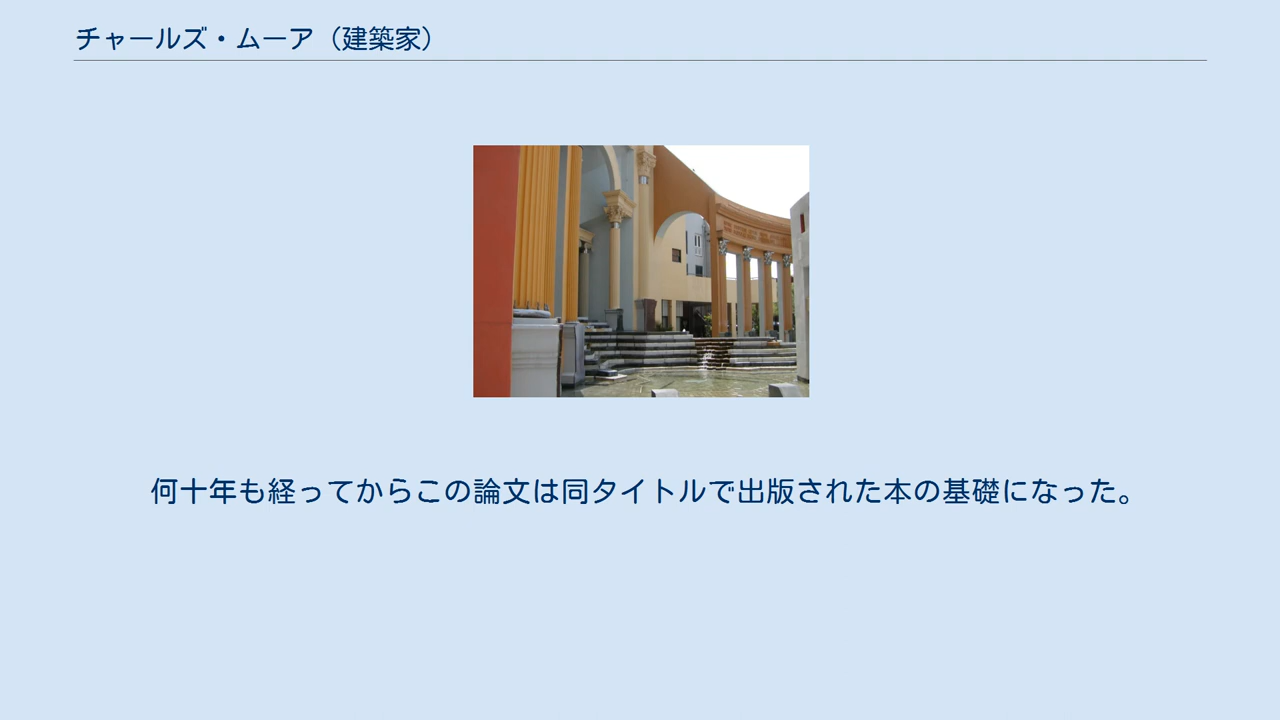 チャールズ・ムーア（建築家）
何十年も経ってからこの論文は同タイトルで出版された本の基礎になった。